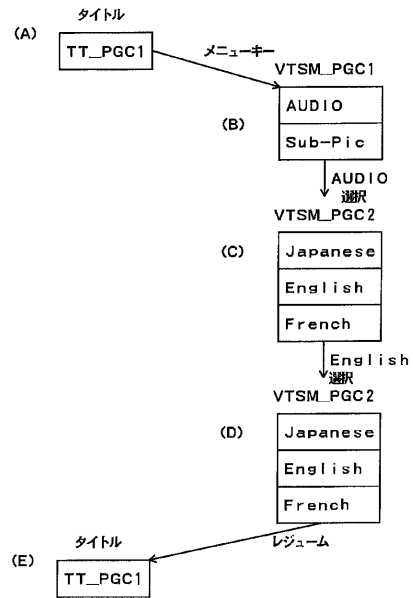 タイトル
(A)
TT_PGC1
メニューキー
VTSM_PGC1
(B)
AUDIO
Sub-Pic
AUDIO
選択
VTSM_PGC2
(C)
Japanese
English
French
English
選択
VTSM_PGC2
(D)
Japanese
English
French
レジューム
タイトル
(E)
TT_PGC1